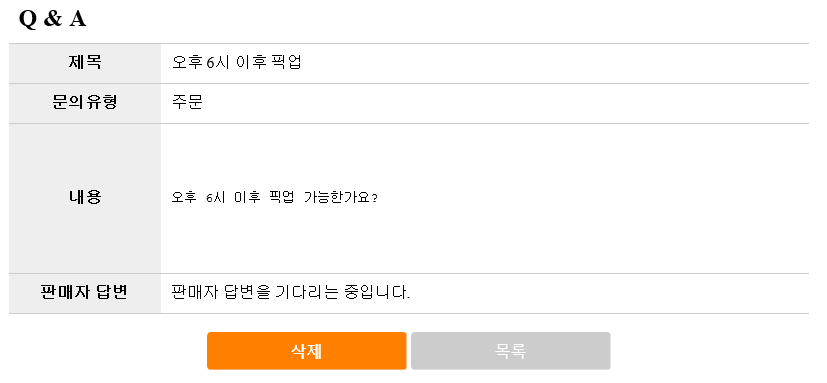 Q & A
제목 오후 6시 이후 픽업
문의유형 주문
내용 오후 6시 이후 픽업 가능한가요?
판매자 답변 판매자 답변을 기다리는 중입니다.
삭제 목록